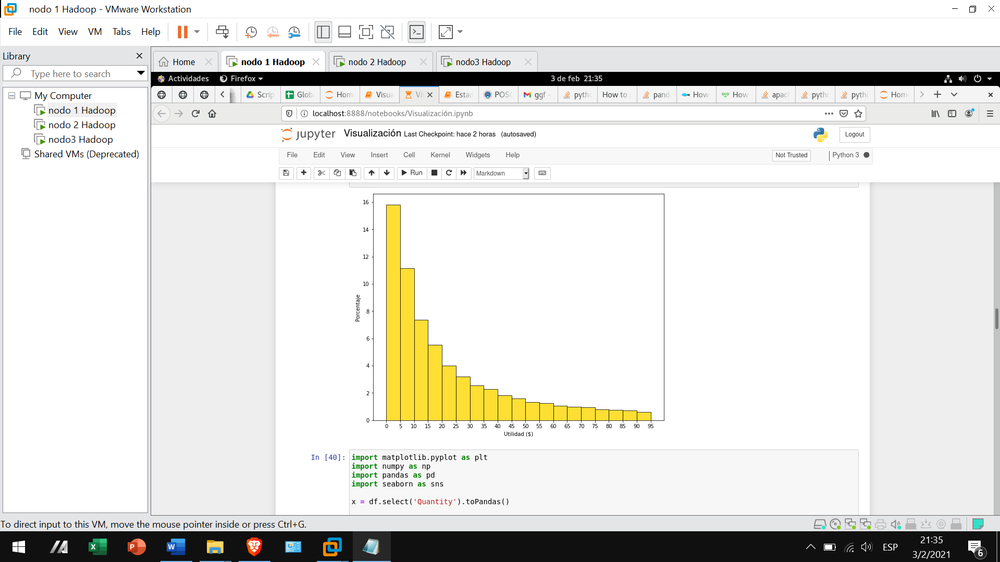 nodo 1 Hadoop - VMware Workstation
File Edit View VM Tabs Help
Library
Type here to search
My Computer
nodo 1 Hadoop
nodo 2 Hadoop
nodo3 Hadoop
Shared VMs (Deprecated)
Home nodo 1 Hadoop nodo 2 Hadoop nodo3 Hadoop
Actividades Firefox 3 de feb 21:35
Scrip Globa Hom Visua Vi Estad POSC ggf - pytho How to pand How How apac pytho pytho Hom
localhost:8888/notebooks/Visualización.ipynb
jupyter Visualización Last Checkpoint: hace 2 horas (autosaved)
Logout
File Edit View Insert Cell Kernel Widgets Help
Not Trusted Python 3
Run Markdown
16
14
12
10
8
6
4
2
0
Porcentaje
0 5 10 15 20 25 30 35 40 45 50 55 60 65 70 75 80 85 90 95
Utilidad ($)
In [40]:
import matplotlib.pyplot as plt
import numpy as np
import pandas as pd
import seaborn as sns
x = df.select('Quantity').toPandas()
To direct input to this VM, move the mouse pointer inside or press Ctrl+G.
ESP
21:35
3/2/2021
6